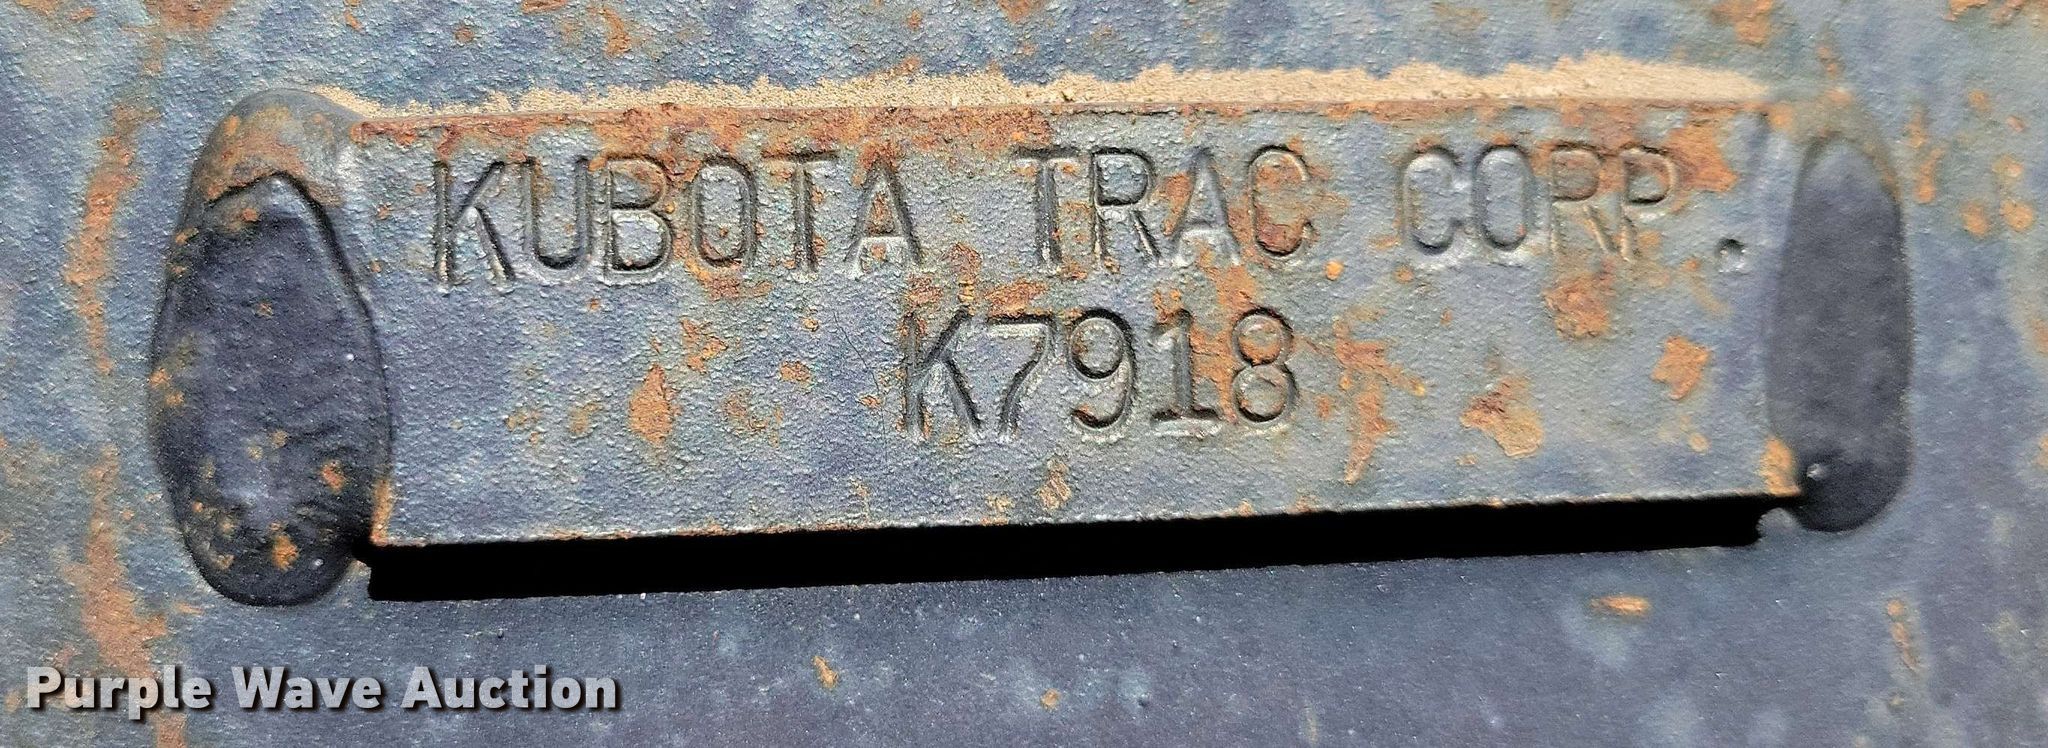 KUBOTA TRAC CORP.
K7918
Purple Wave Auction